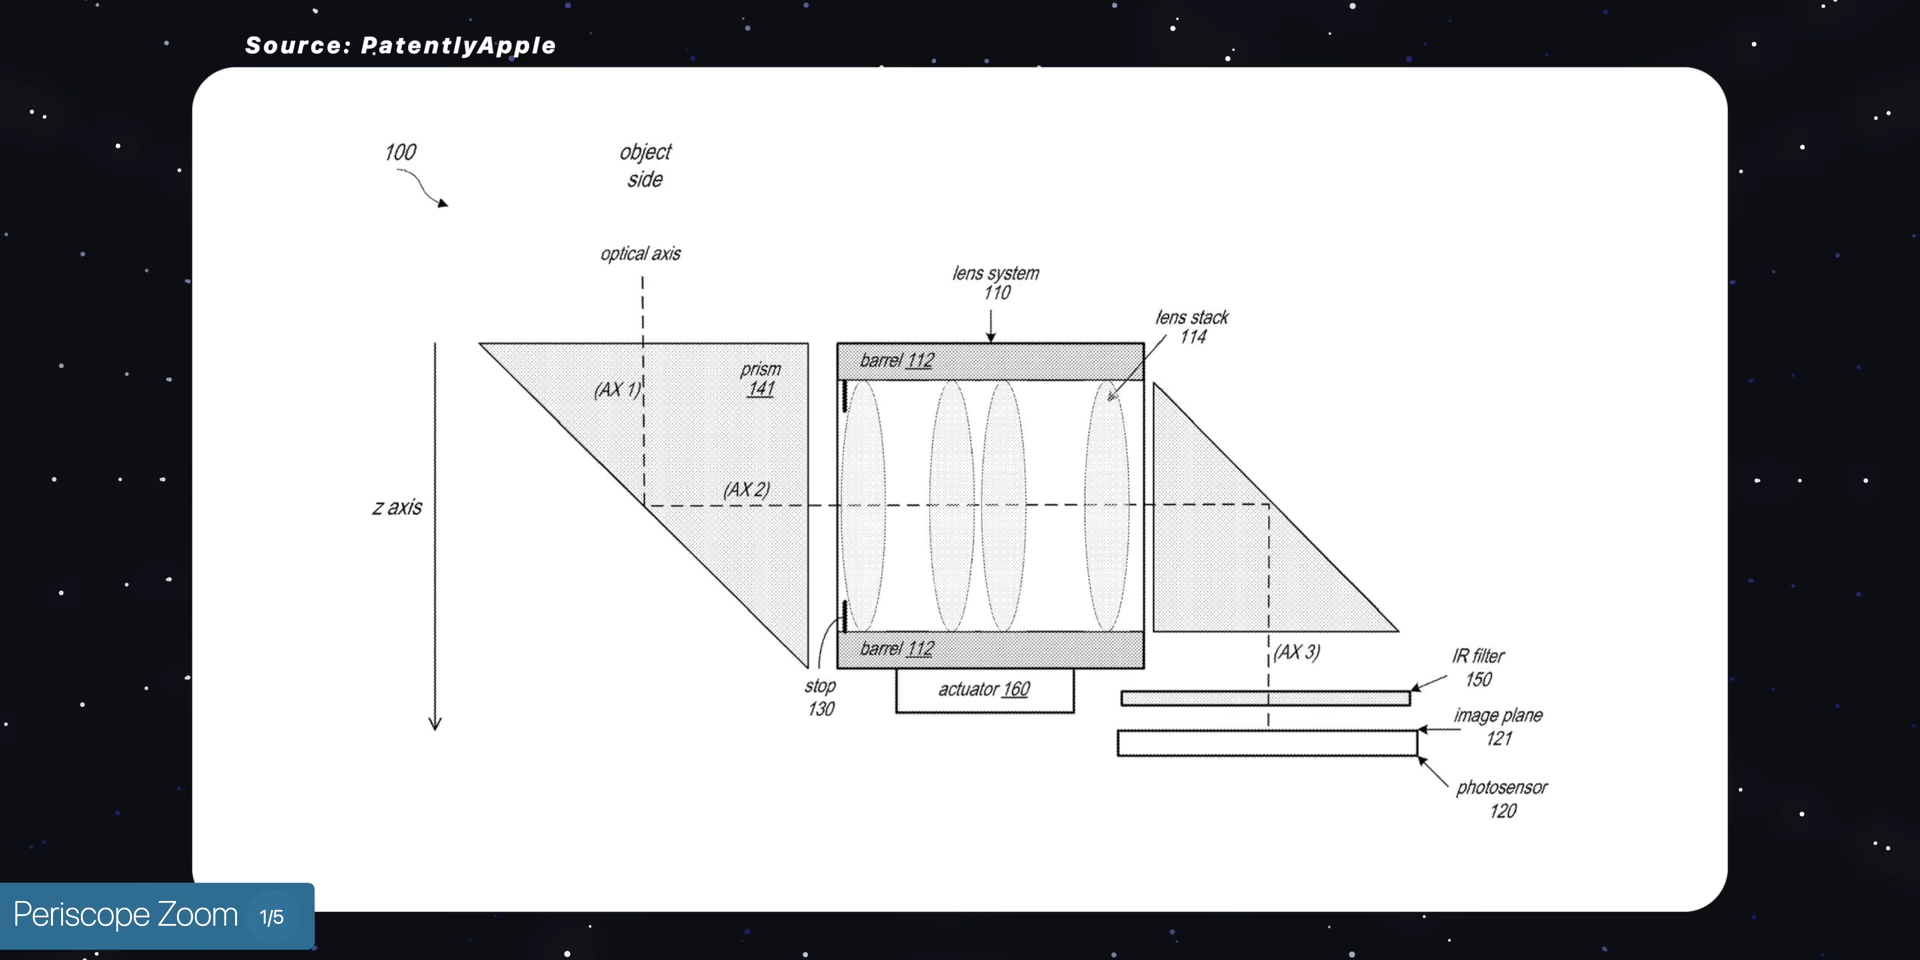 Source: PatentlyApple
100
object
side
optical axis
lens system
110
lens stack
114
barrel 112
prism
141
(AX 1)
(AX 2)
z axis
barrel 112
(AX 3)
IR filter
150
stop
130
actuator 160
image plane
121
photosensor
120
Periscope Zoom 1/5